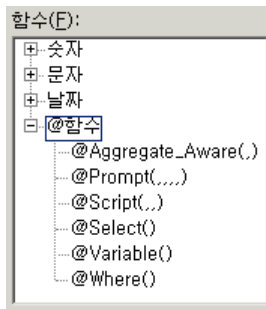 함수(F):
숫자
문자
날짜
@함수
@Aggregate_Aware(,)
@Prompt(,,,,)
@Script(,,)
@Select()
@Variable()
@Where()